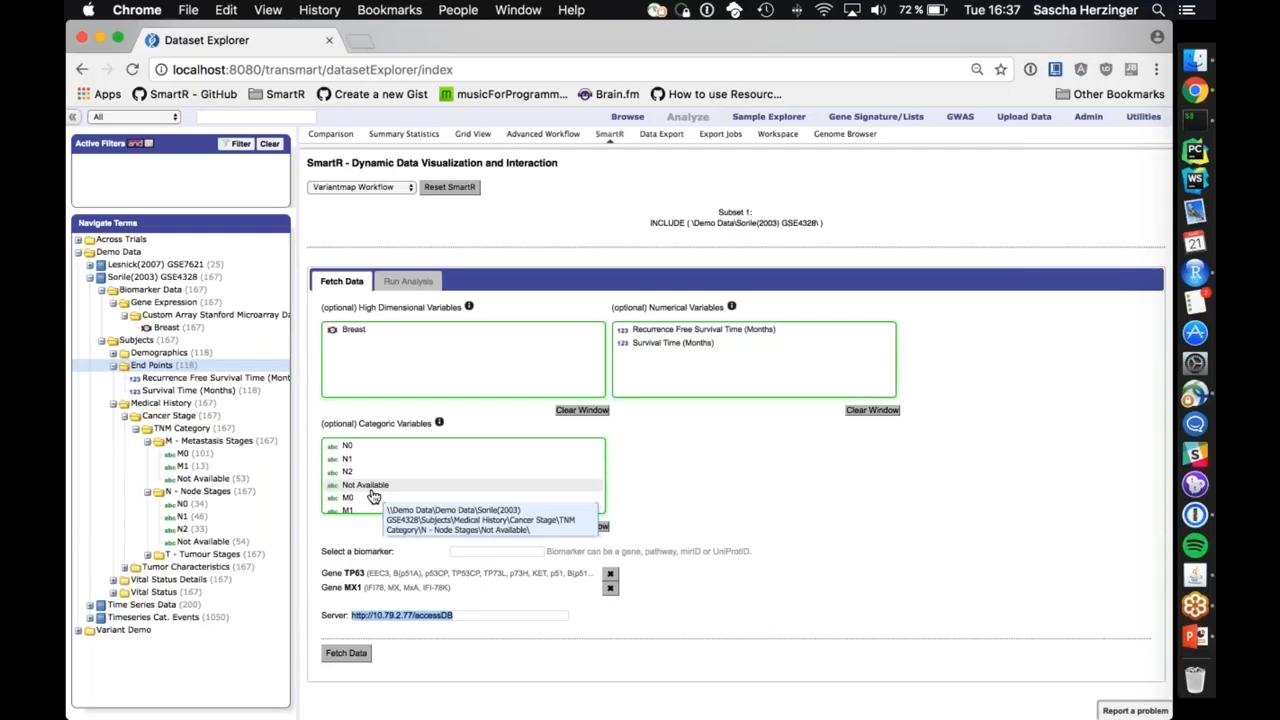 Chrome File Edit View History Bookmarks People Window Help 72 % Tue 16:37 Sascha Herzinger
Dataset Explorer
localhost:8080/transmart/datasetExplorer/index
Apps SmartR - GitHub SmartR Create a new Gist musicForProgramm... Brain.fm How to use Resourc... Other Bookmarks
All Browse Analyze Sample Explorer Gene Signature/Lists GWAS Upload Data Admin Utilities
Active Filters and Filter Clear
Comparison Summary Statistics Grid View Advanced Workflow SmartR Data Export Export Jobs Workspace Genome Browser
SmartR - Dynamic Data Visualization and Interaction
Variantmap Workflow Reset SmartR
Subset 1:
INCLUDE ( \Demo Data\Sorile(2003) GSE4328\ )
Navigate Terms
Across Trials
Demo Data
Lesnick(2007) GSE7621 (25)
Sorile(2003) GSE4328 (167)
Biomarker Data (167)
Gene Expression (167)
Custom Array Stanford Microarray Da
Breast (167)
Subjects (167)
Demographics (118)
End Points (118)
Recurrence Free Survival Time (Mont
Survival Time (Months) (118)
Medical History (167)
Cancer Stage (167)
TNM Category (167)
M - Metastasis Stages (167)
M0 (101)
M1 (13)
Not Available (53)
N - Node Stages (167)
N0 (34)
N1 (46)
N2 (33)
Not Available (54)
T - Tumour Stages (167)
Tumor Characteristics (167)
Vital Status Details (167)
Vital Status (167)
Time Series Data (200)
Timeseries Cat. Events (1050)
Variant Demo
Fetch Data Run Analysis
(optional) High Dimensional Variables (optional) Numerical Variables
Breast
123 Recurrence Free Survival Time (Months)
123 Survival Time (Months)
Clear Window Clear Window
(optional) Categoric Variables
abc N0
abc N1
abc N2
abc Not Available
abc M0
abc M1
\\Demo Data\Demo Data\Sorile(2003)
GSE4328\Subjects\Medical History\Cancer Stage\TNM
Category\N - Node Stages\Not Available\
ow
Select a biomarker: Biomarker can be a gene, pathway, mirID or UniProtID.
Gene TP63 (EEC3, B(p51A), p53CP, TP53CP, TP73L, p73H, KET, p51, B(p51...
Gene MX1 (IFI78, MX, MxA, IFI-78K)
Server: http://10.79.2.77/accessDB
Fetch Data
Report a problem